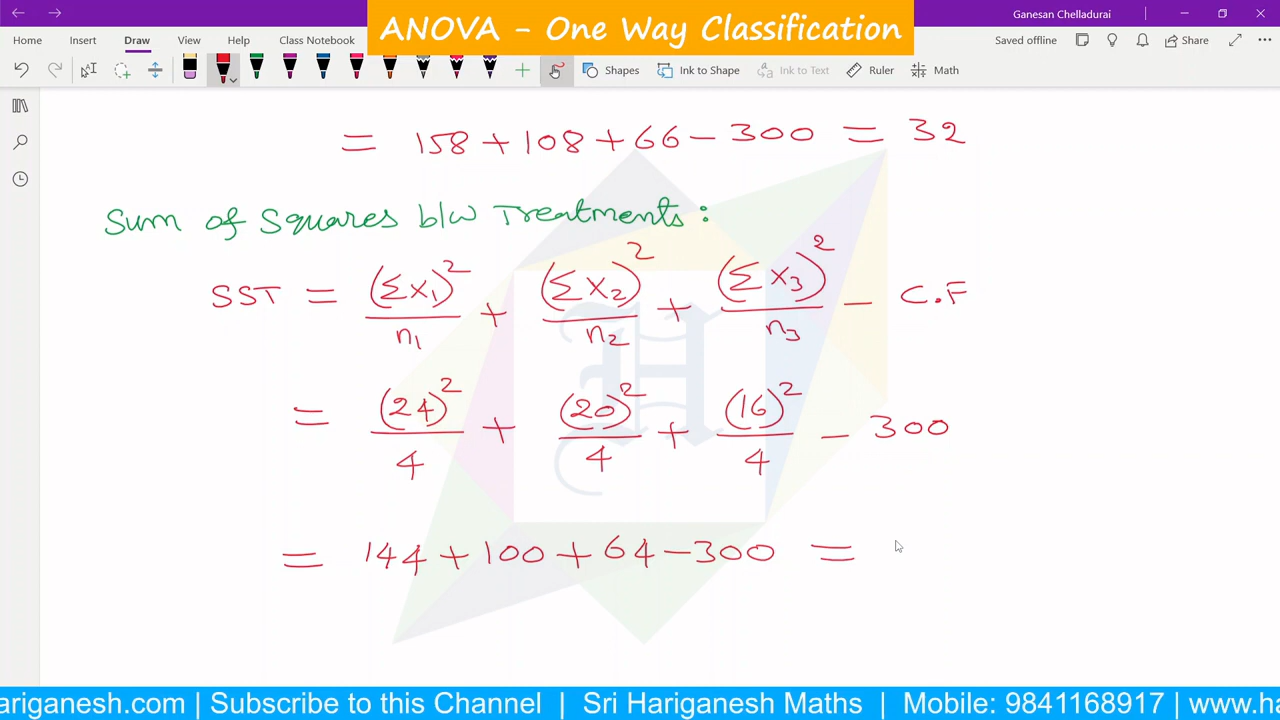 Ganesan Chelladurai
ANOVA - One Way Classification
Home Insert Draw View Help Class Notebook Saved offline Share
Shapes Ink to Shape Ink to Text Ruler Math
= 158 + 108 + 66 - 300 = 32
Sum of Squares b/w Treatments :
SST = (Σx₁)²/n₁ + (Σx₂)²/n₂ + (Σx₃)²/n₃ - C.F
= (24)²/4 + (20)²/4 + (16)²/4 - 300
= 144 + 100 + 64 - 300 =
hariganesh.com | Subscribe to this Channel | Sri Hariganesh Maths | Mobile: 9841168917 | www.ha